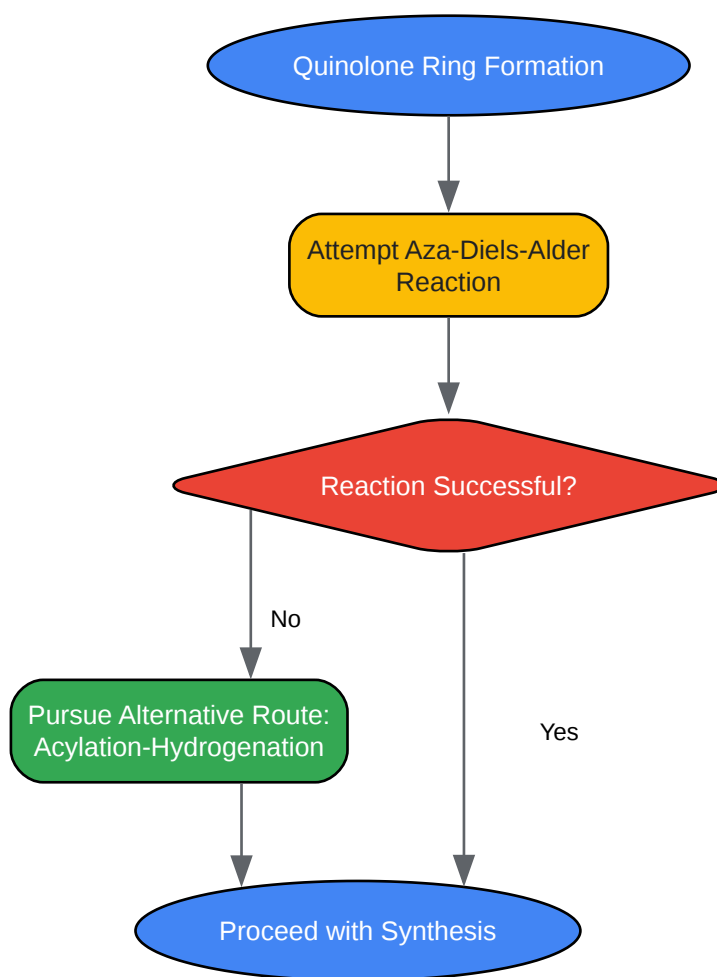 Quinolone Ring Formation
Attempt Aza-Diels-Alder
Reaction
Reaction Successful?
No
Pursue Alternative Route:
Acylation-Hydrogenation
Yes
Proceed with Synthesis